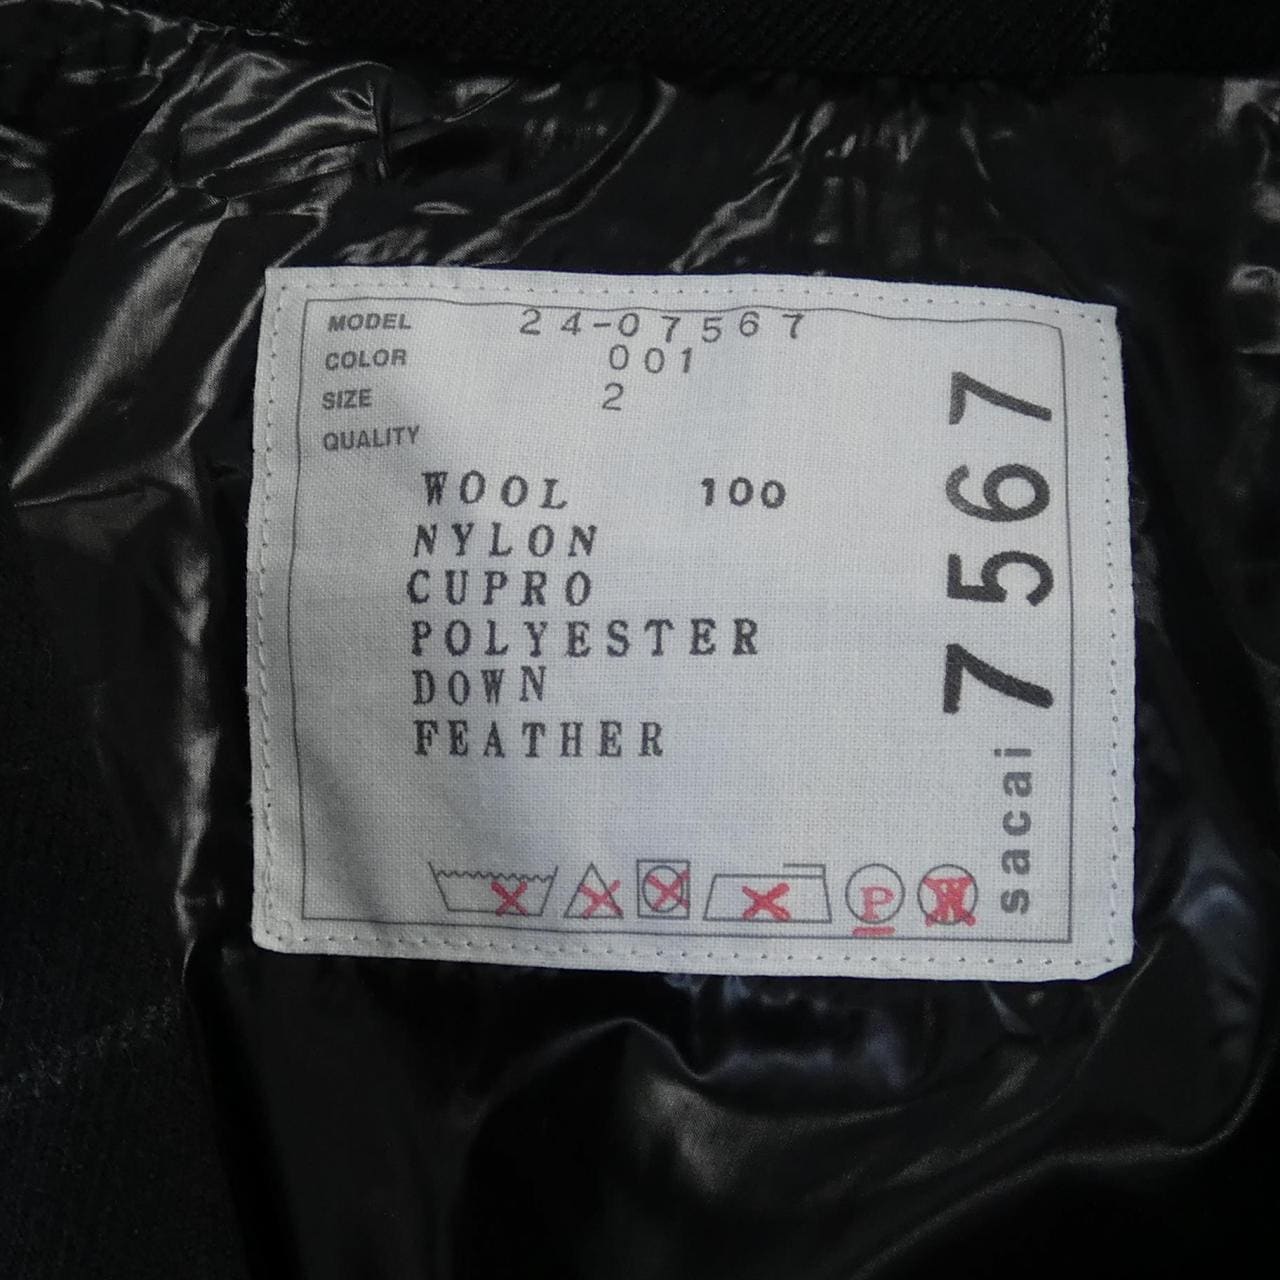 MODEL 24-07567
COLOR 001
SIZE 2
QUALITY
WOOL 100
NYLON
CUPRO
POLYESTER
DOWN
FEATHER
P
W
sacai 7567